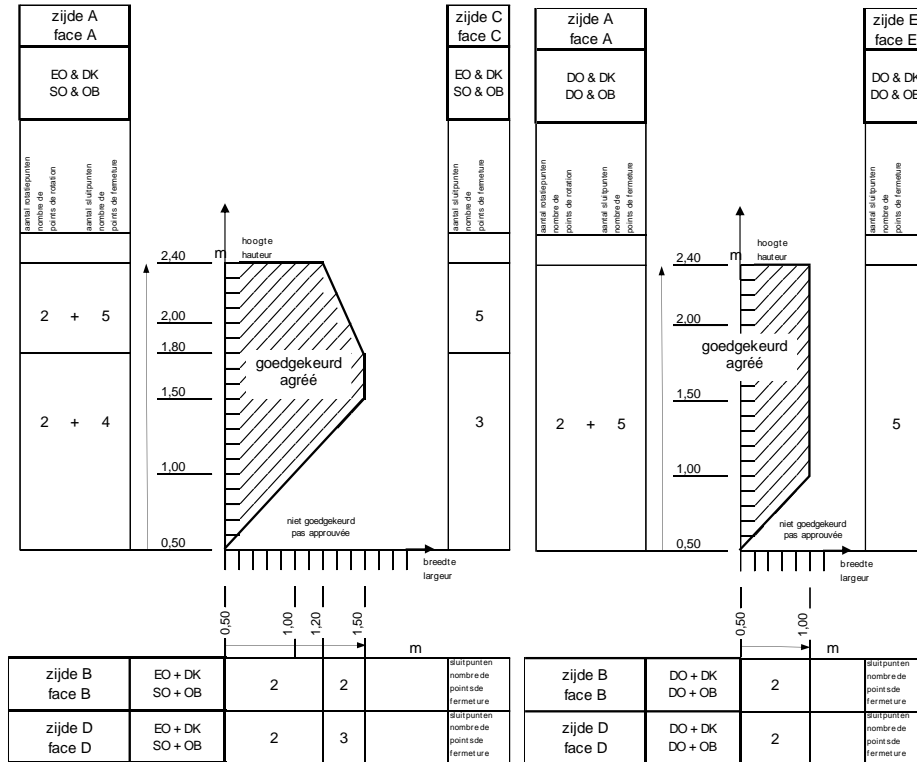 zijde A
face A
EO & DK
SO & OB
aantal rotatiepunten
nombre de
points de rotation
aantal sluitpunten
nombre de
points de fermeture
2 + 5
2 + 4
m
hoogte
hauteur
2,40
2,00
1,80
1,50
1,00
0,50
goedgekeurd
agréé
niet goedgekeurd
pas approuvée
breedte
largeur
0,50
1,00
1,20
1,50
m
zijde C
face C
EO & DK
SO & OB
aantal sluitpunten
nombre de
points de fermeture
5
3
zijde B
face B
EO + DK
SO + OB
2
2
sluitpunten
nombre de
points de
fermeture
zijde D
face D
EO + DK
SO + OB
2
3
sluitpunten
nombre de
points de
fermeture
zijde A
face A
DO & DK
DO & OB
aantal rotatiepunten
nombre de
points de rotation
aantal sluitpunten
nombre de
points de fermeture
2 + 5
m
hoogte
hauteur
2,40
2,00
1,50
1,00
0,50
goedgekeurd
agréé
niet goedgekeurd
pas approuvée
breedte
largeur
0,50
1,00
m
zijde E
face E
DO & DK
DO & OB
aantal sluitpunten
nombre de
points de fermeture
5
zijde B
face B
DO + DK
DO + OB
2
sluitpunten
nombre de
points de
fermeture
zijde D
face D
DO + DK
DO + OB
2
sluitpunten
nombre de
points de
fermeture